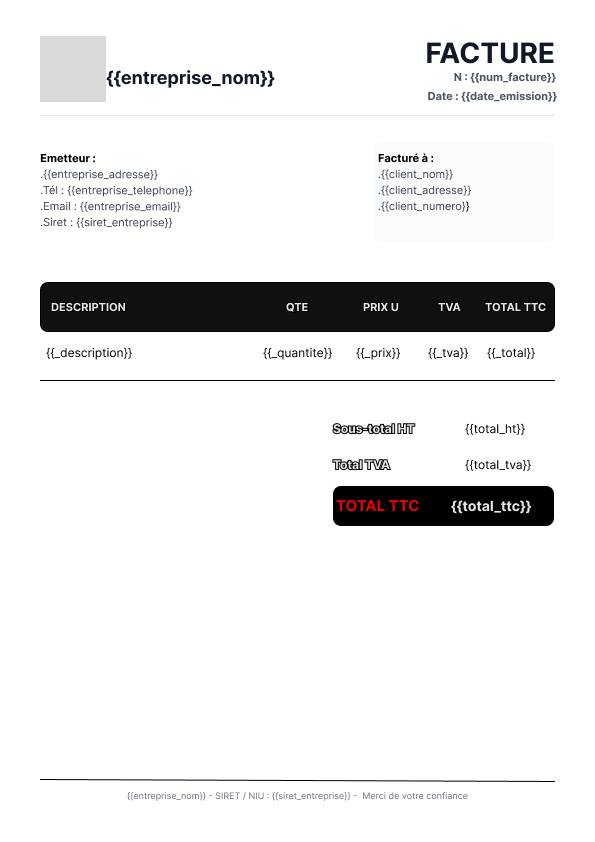 {{entreprise_nom}}
FACTURE
N : {{num_facture}}
Date : {{date_emission}}
Emetteur :
.{{entreprise_adresse}}
.Tél : {{entreprise_telephone}}
.Email : {{entreprise_email}}
.Siret : {{siret_entreprise}}
Facturé à :
.{{client_nom}}
.{{client_adresse}}
.{{client_numero}}
DESCRIPTION QTE PRIX U TVA TOTAL TTC
{{_description}} {{_quantite}} {{_prix}} {{_tva}} {{_total}}
Sous-total HT {{total_ht}}
Total TVA {{total_tva}}
TOTAL TTC {{total_ttc}}
{{entreprise_nom}} - SIRET / NIU : {{siret_entreprise}} - Merci de votre confiance